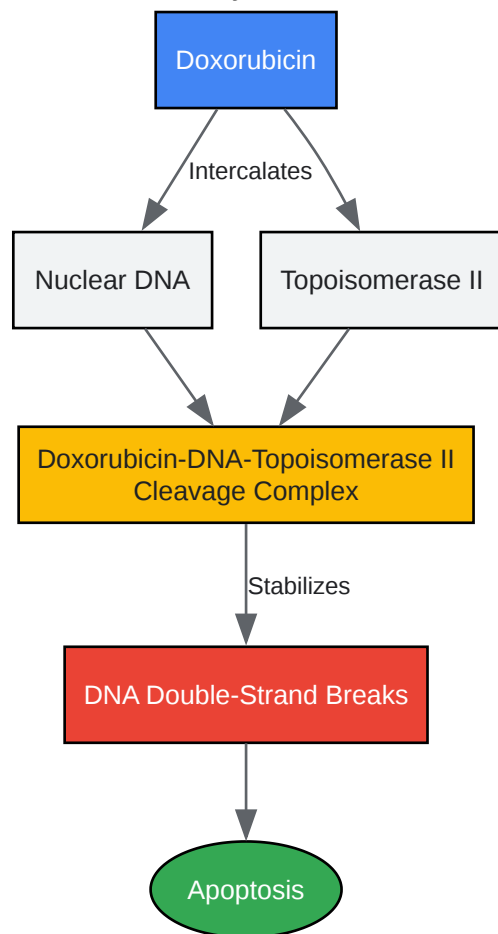 Doxorubicin
Intercalates
Nuclear DNA
Topoisomerase II
Doxorubicin-DNA-Topoisomerase II
Cleavage Complex
Stabilizes
DNA Double-Strand Breaks
Apoptosis